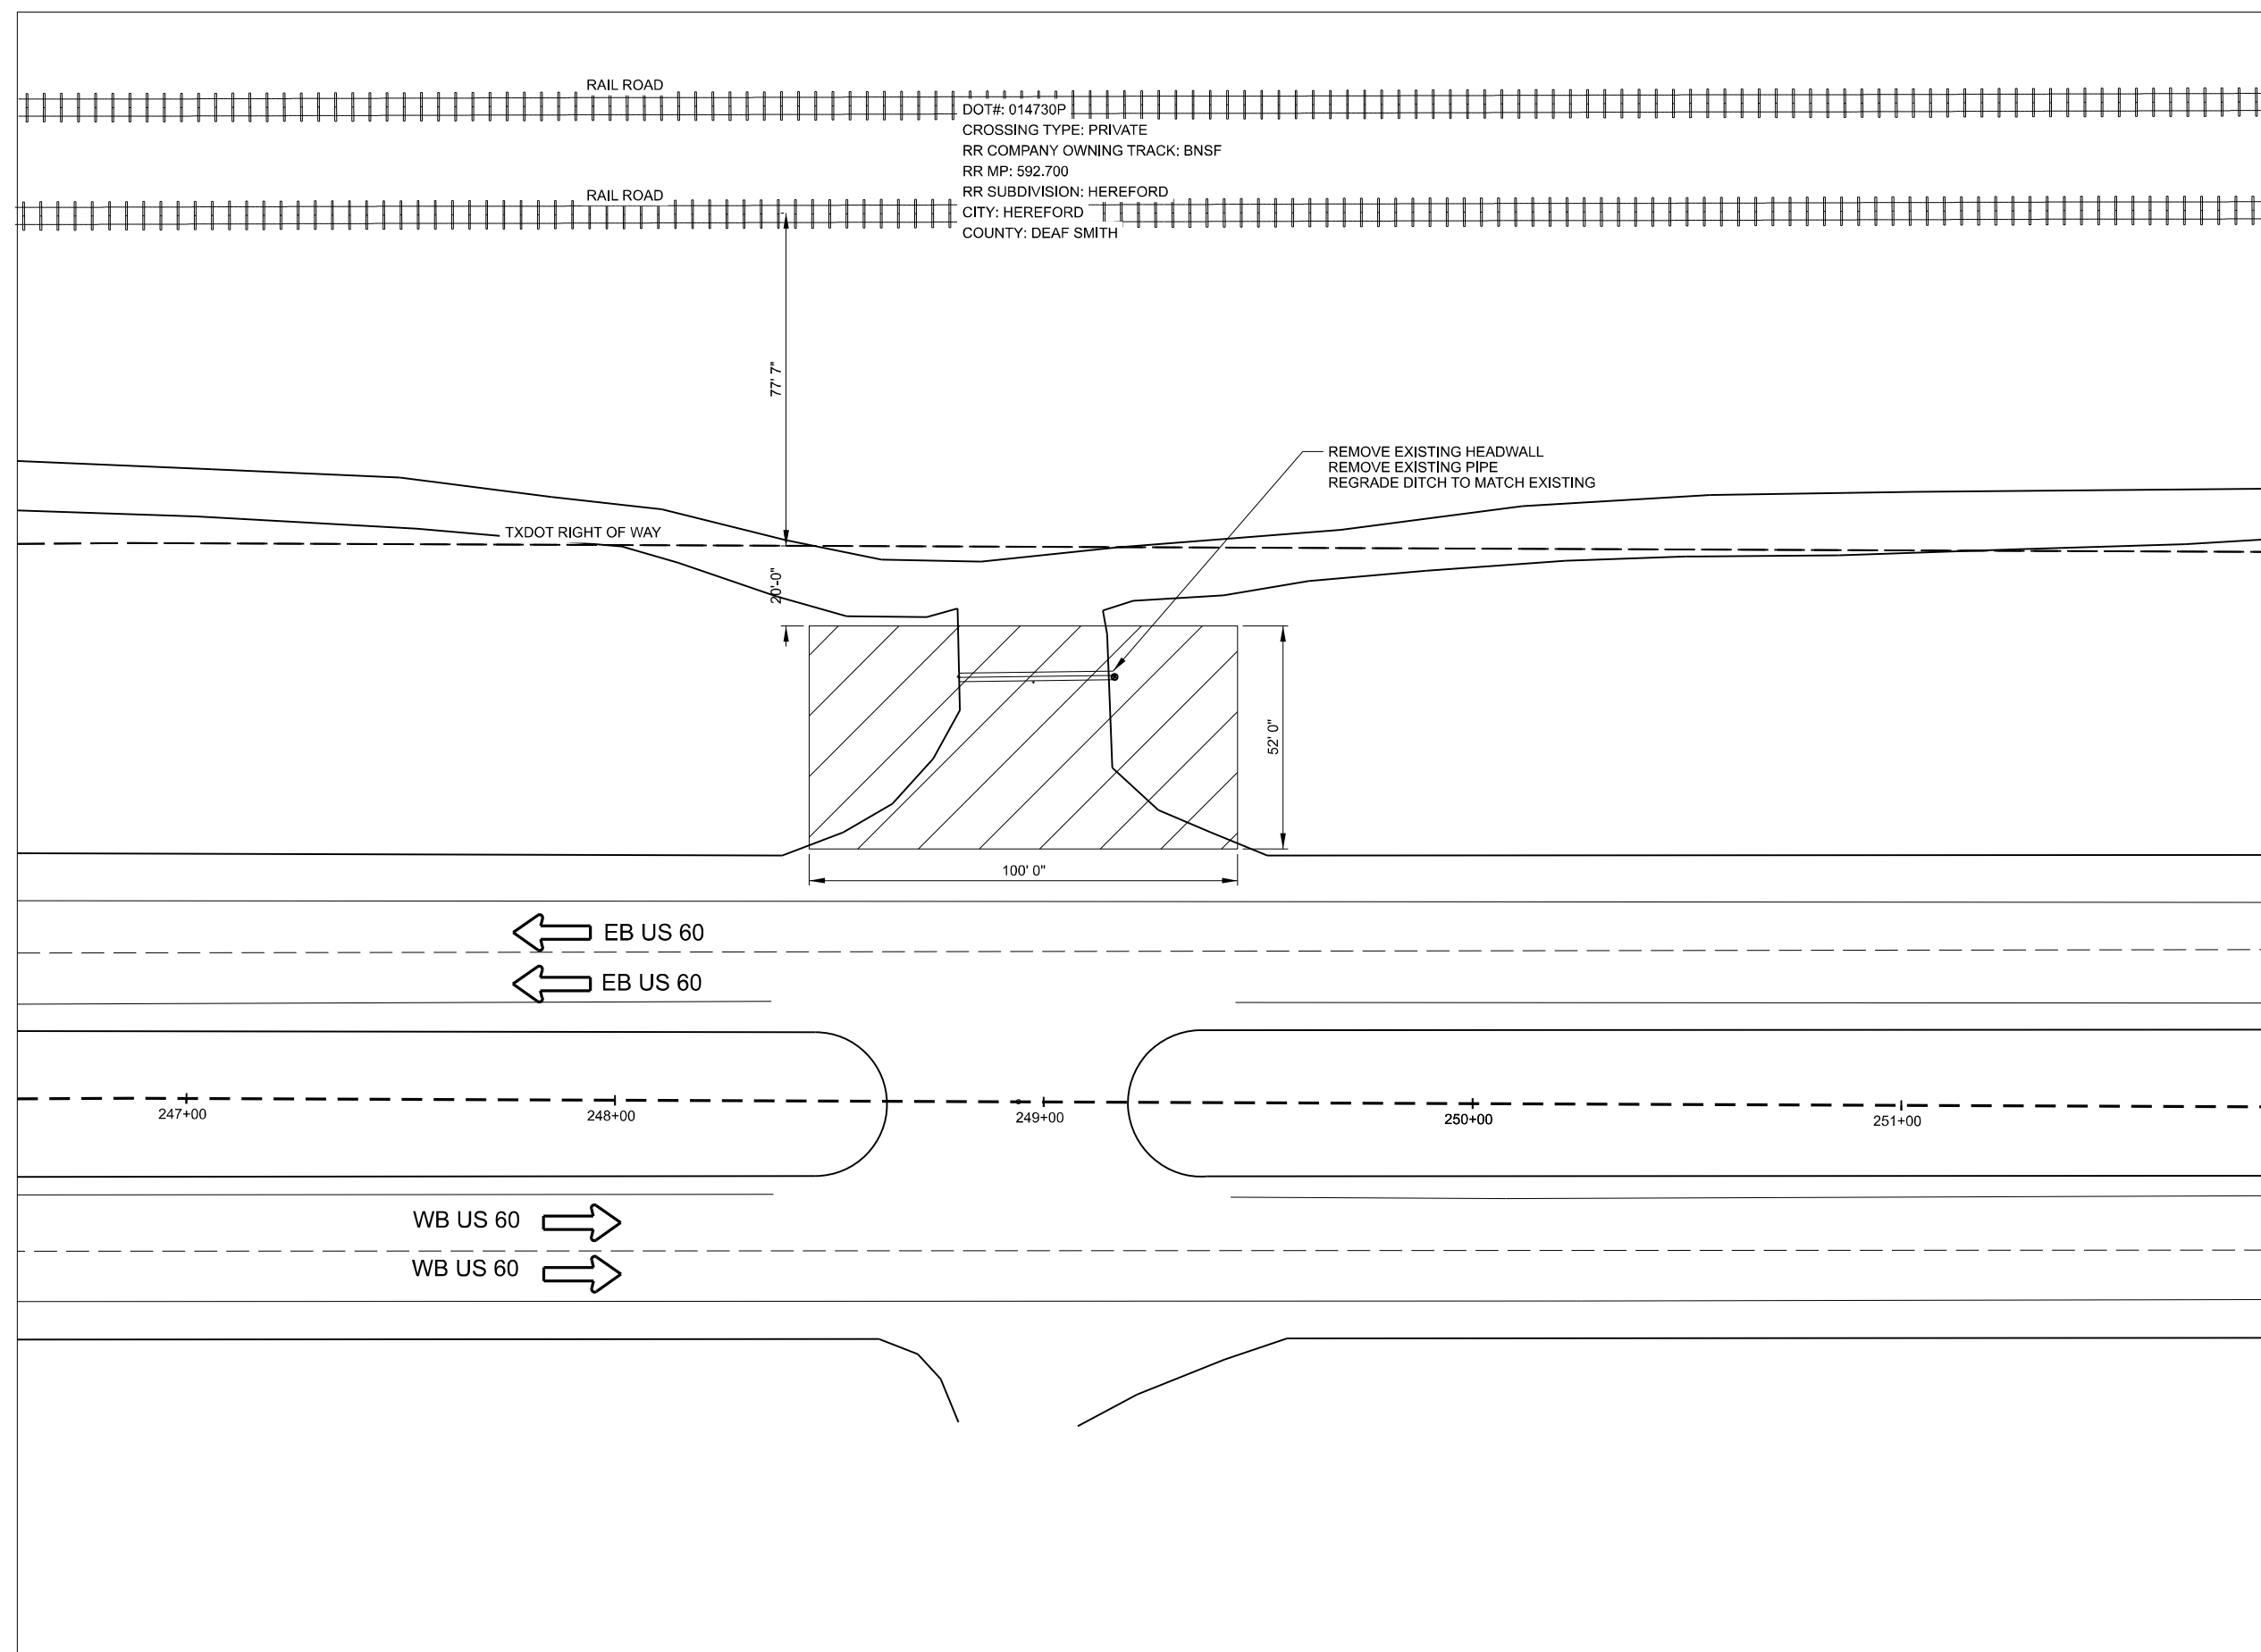 RAIL ROAD
DOT#: 014730P
CROSSING TYPE: PRIVATE
RR COMPANY OWNING TRACK: BNSF
RR MP: 592.700
RR SUBDIVISION: HEREFORD
CITY: HEREFORD
COUNTY: DEAF SMITH
RAIL ROAD
77' 7"
REMOVE EXISTING HEADWALL
REMOVE EXISTING PIPE
REGRADE DITCH TO MATCH EXISTING
TXDOT RIGHT OF WAY
20'-0"
52' 0"
100' 0"
EB US 60
EB US 60
247+00
248+00
249+00
250+00
251+00
WB US 60
WB US 60